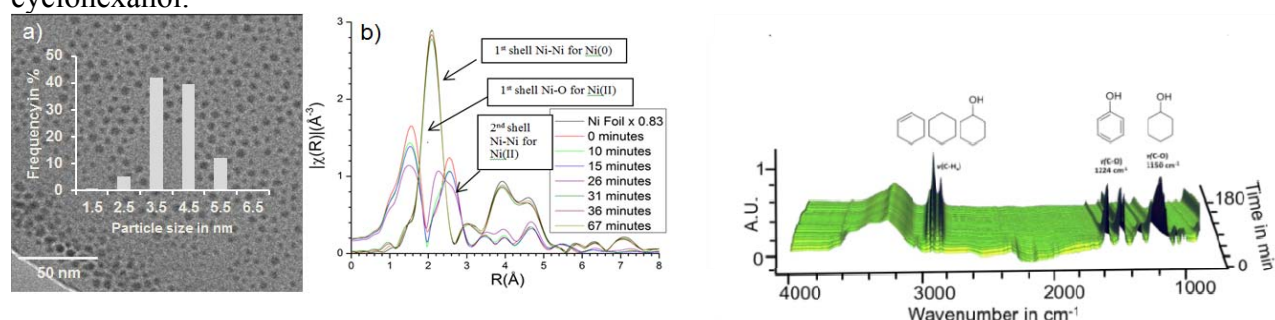 cyclohexanol.
a)
50
40
30
20
10
0
Frequency in %
1.5 2.5 3.5 4.5 5.5 6.5
Particle size in nm
50 nm
b)
3
2
1
0
|χ(R)|(Å⁻³)
1st shell Ni-Ni for Ni(0)
1st shell Ni-O for Ni(II)
2nd shell
Ni-Ni for
Ni(II)
Ni Foil x 0.83
0 minutes
10 minutes
15 minutes
26 minutes
31 minutes
36 minutes
67 minutes
0 1 2 3 4 5 6 7 8
R(Å)
OH
OH
OH
ν(C-O)
1224 cm⁻¹
ν(C-O)
1150 cm⁻¹
1
0
A.U.
180
0
Time in min
4000 3000 2000 1000
Wavenumber in cm⁻¹